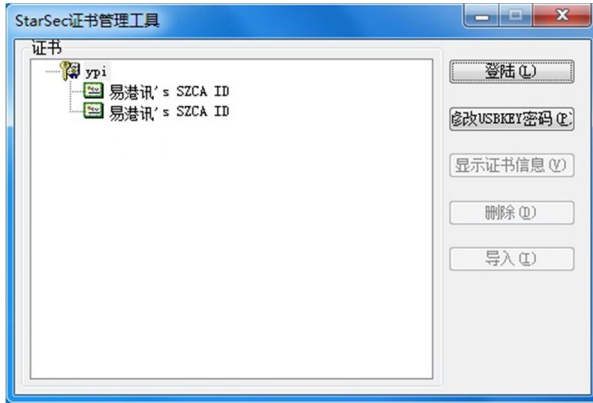 StarSec证书管理工具
证书
ypi
易港讯's SZCA ID
易港讯's SZCA ID
登陆(L)
修改USBKEY密码(P)
显示证书信息(V)
删除(D)
导入(I)